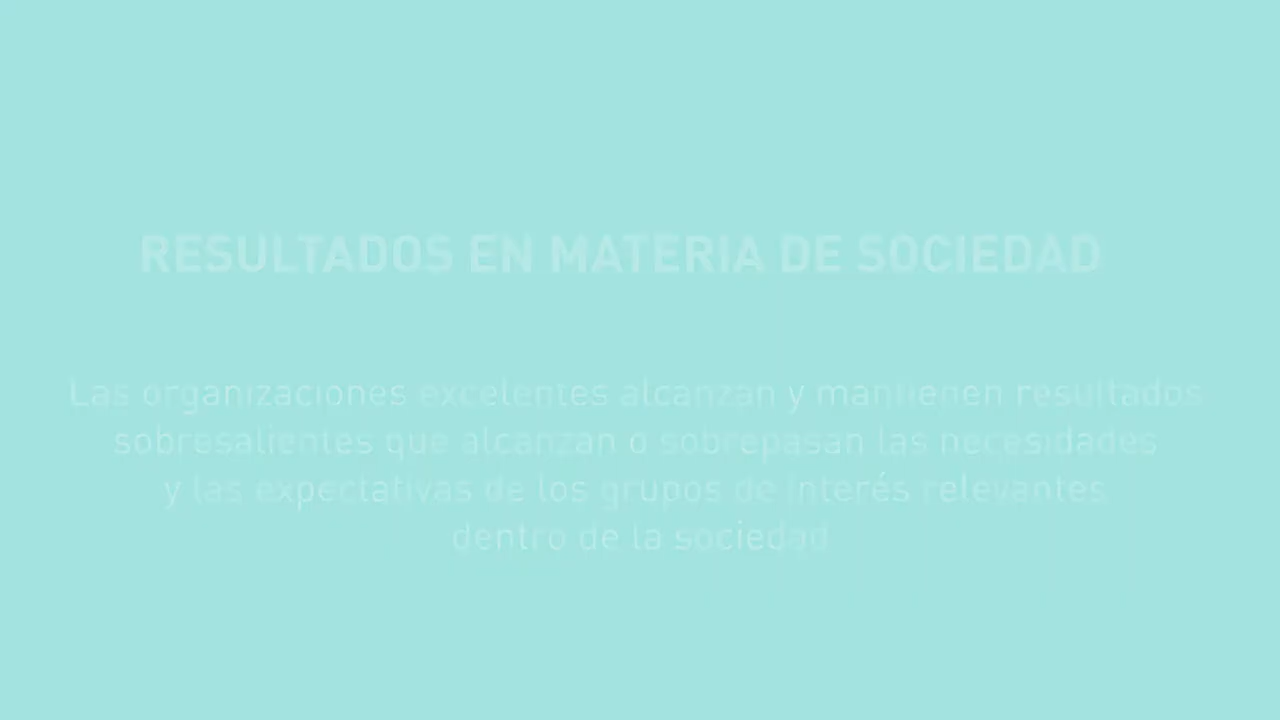 RESULTADOS EN MATERIA DE SOCIEDAD
Las organizaciones excelentes alcanzan y mantienen resultados
sobresalientes que alcanzan o sobrepasan las necesidades
y las expectativas de los grupos de interés relevantes
dentro de la sociedad